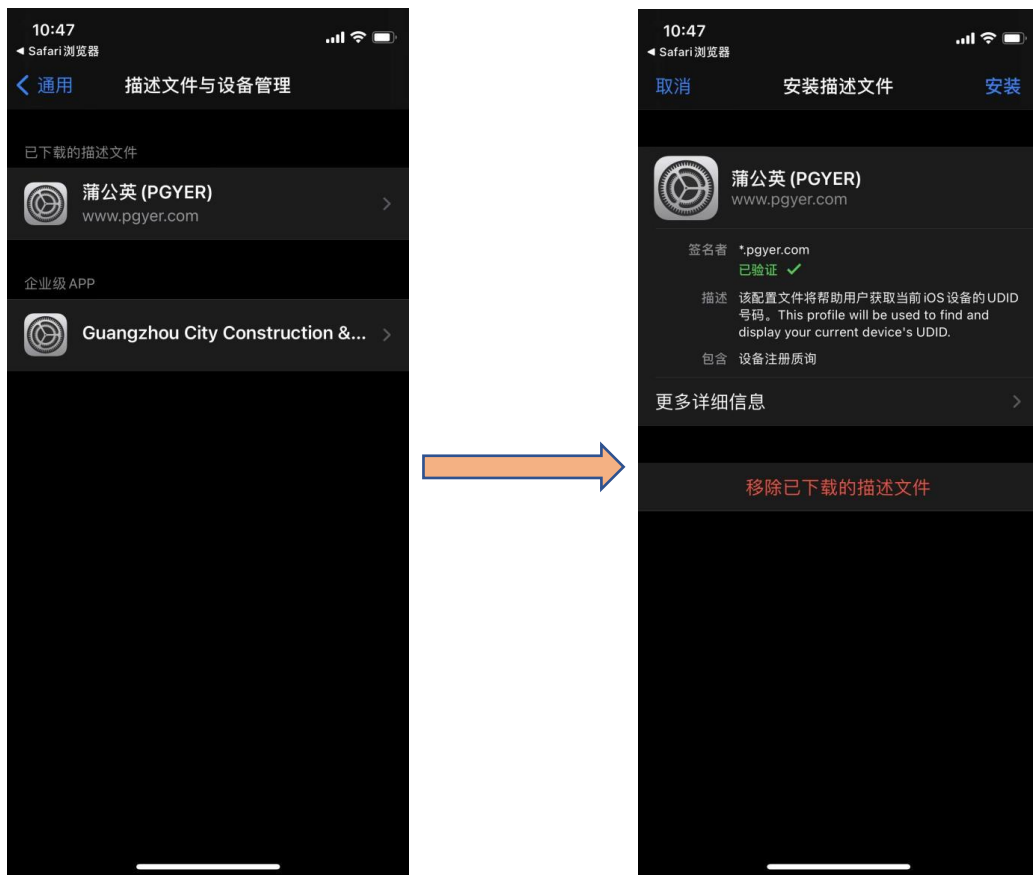 10:47
◀ Safari浏览器
通用
描述文件与设备管理
已下载的描述文件
蒲公英 (PGYER)
www.pgyer.com
企业级 APP
Guangzhou City Construction &...
10:47
◀ Safari浏览器
取消
安装描述文件
安装
蒲公英 (PGYER)
www.pgyer.com
签名者 *.pgyer.com
已验证 ✓
描述 该配置文件将帮助用户获取当前 iOS 设备的 UDID
号码。This profile will be used to find and
display your current device's UDID.
包含 设备注册质询
更多详细信息
移除已下载的描述文件